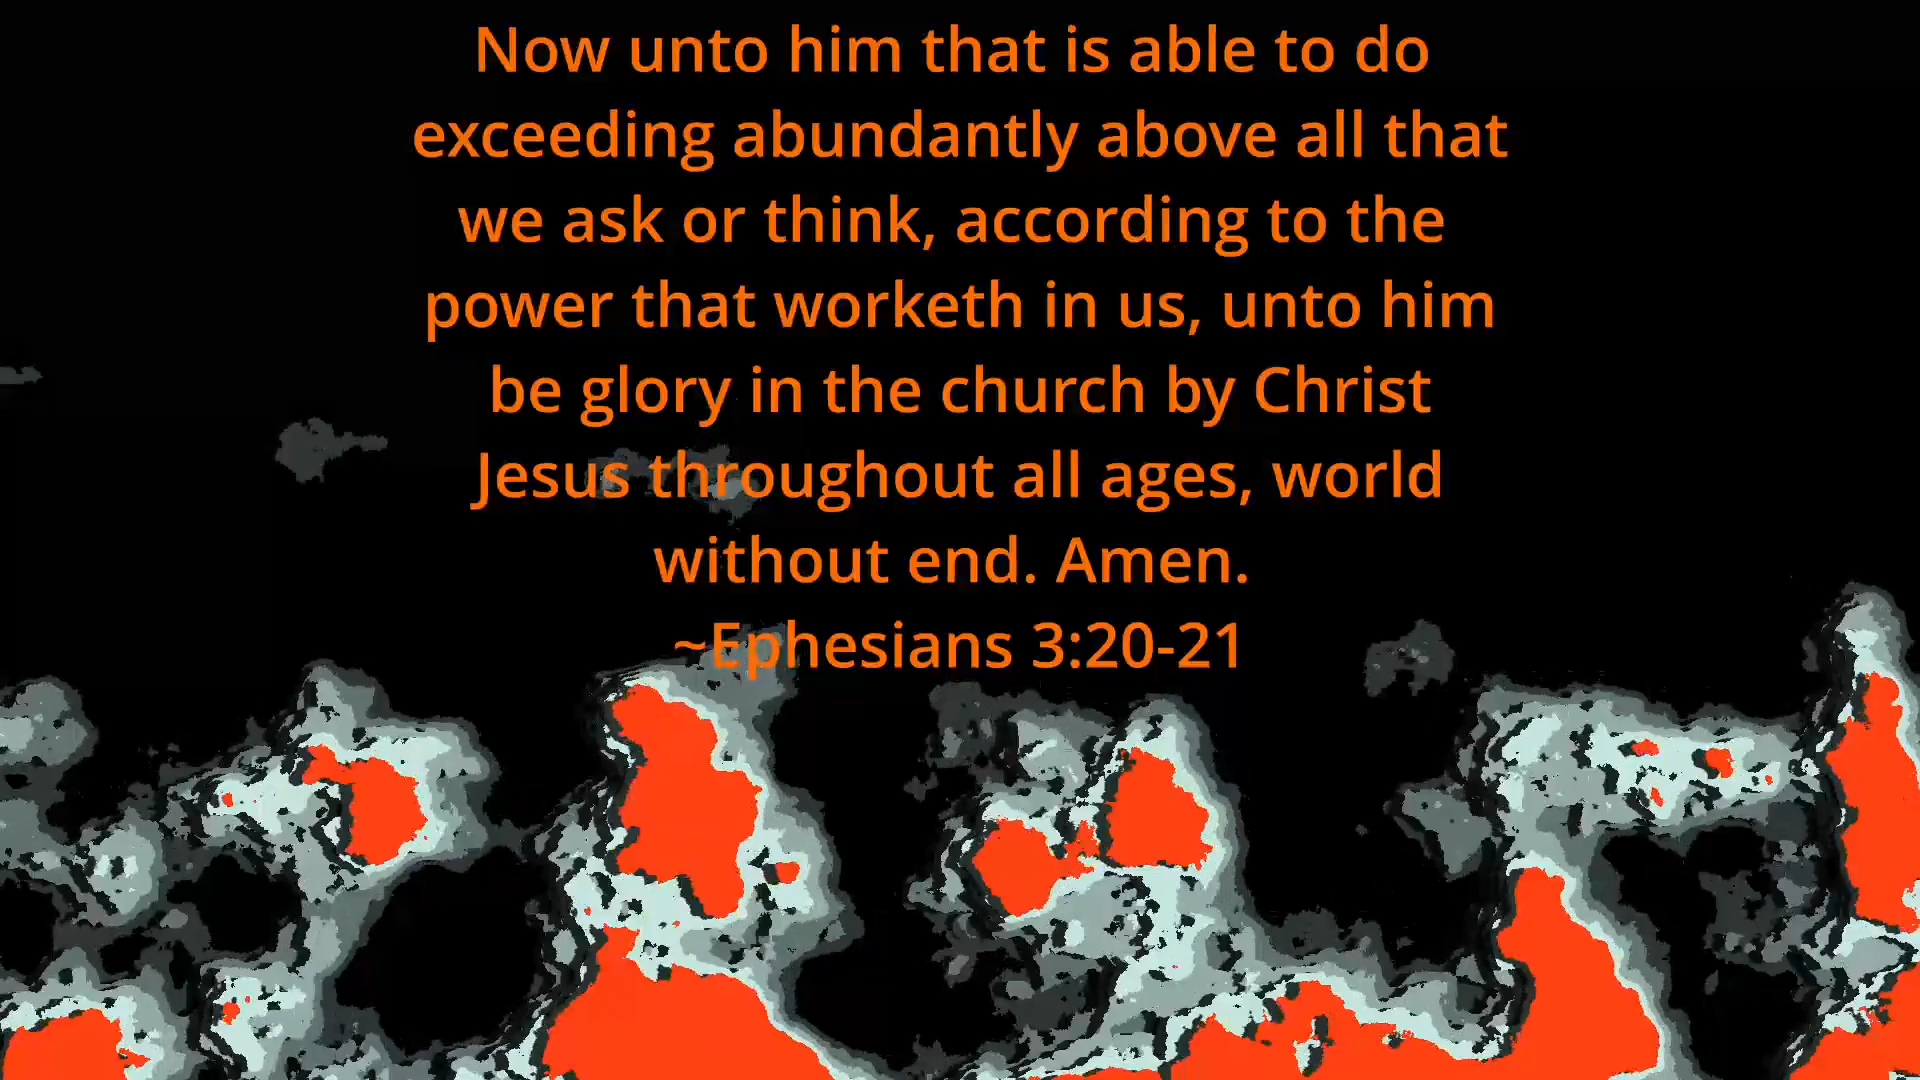 Now unto him that is able to do
exceeding abundantly above all that
we ask or think, according to the
power that worketh in us, unto him
be glory in the church by Christ
Jesus throughout all ages, world
without end. Amen.
~Ephesians 3:20-21